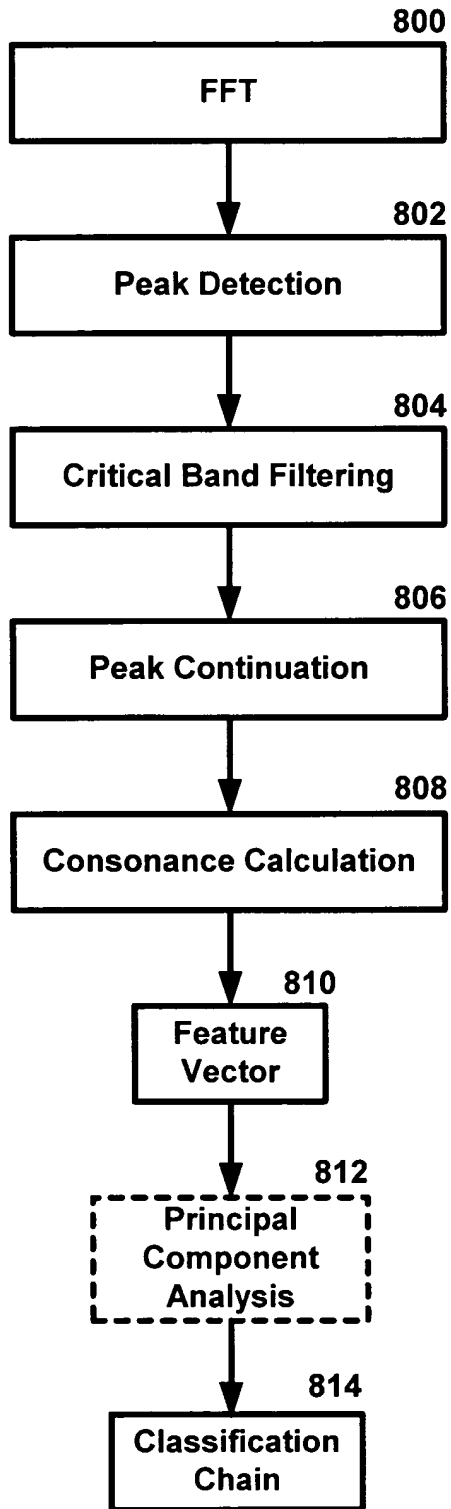 800
FFT
802
Peak Detection
804
Critical Band Filtering
806
Peak Continuation
808
Consonance Calculation
810
Feature
Vector
812
Principal
Component
Analysis
814
Classification
Chain